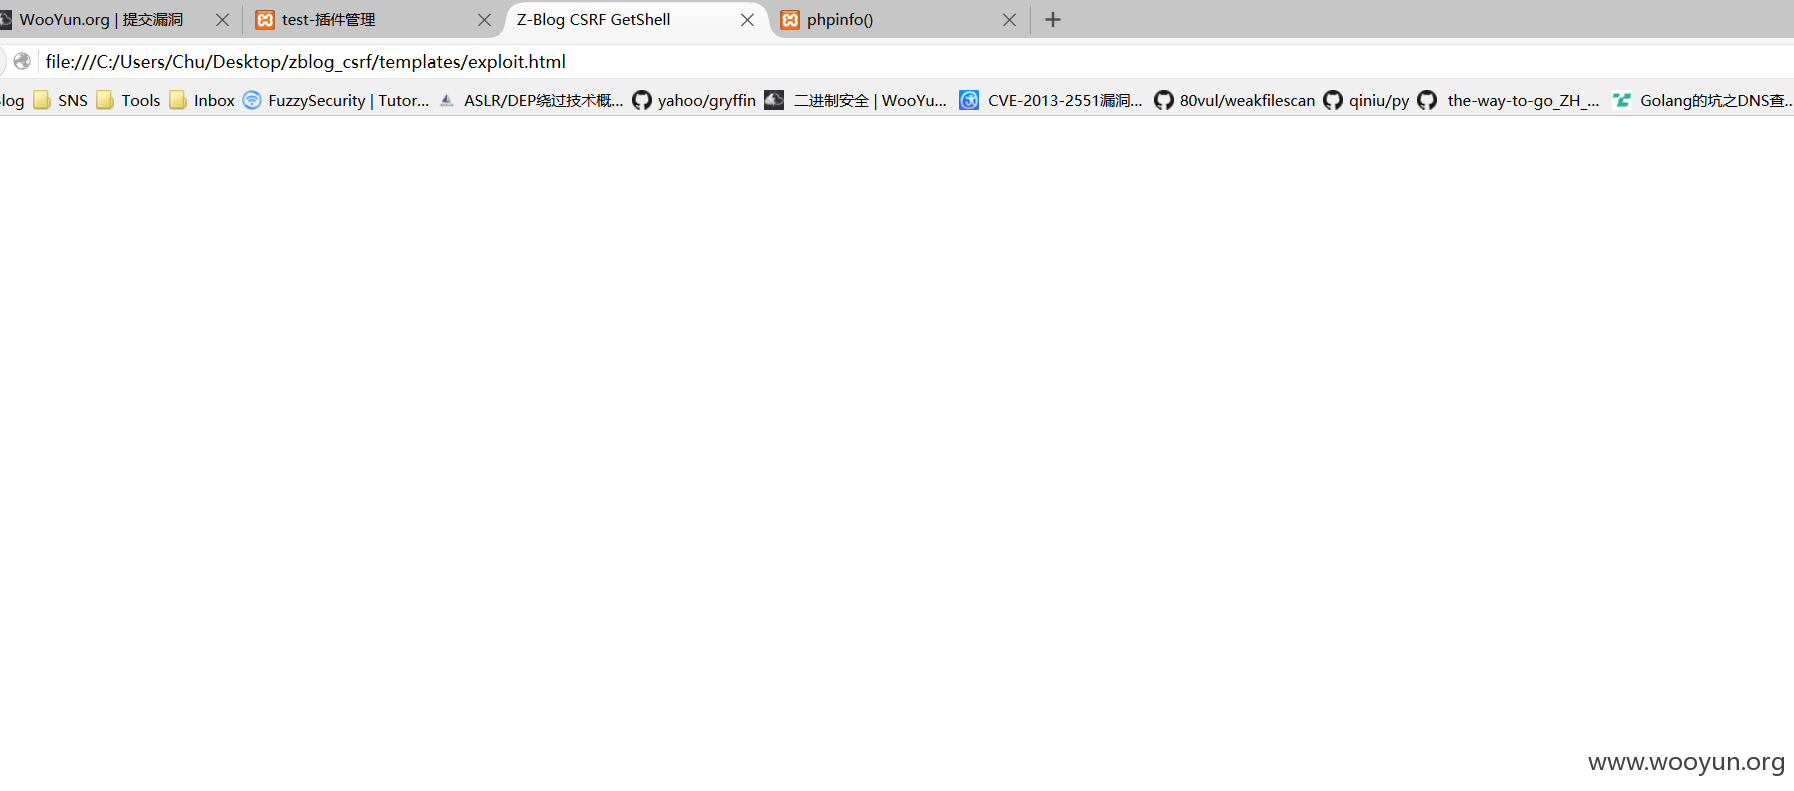 WooYun.org | 提交漏洞 test-插件管理 Z-Blog CSRF GetShell phpinfo()
file:///C:/Users/Chu/Desktop/zblog_csrf/templates/exploit.html
log SNS Tools Inbox FuzzySecurity | Tutor... ASLR/DEP绕过技术概... yahoo/gryffin 二进制安全 | WooYu... CVE-2013-2551漏洞... 80vul/weakfilescan qiniu/py the-way-to-go_ZH_... Golang的坑之DNS查...
www.wooyun.org